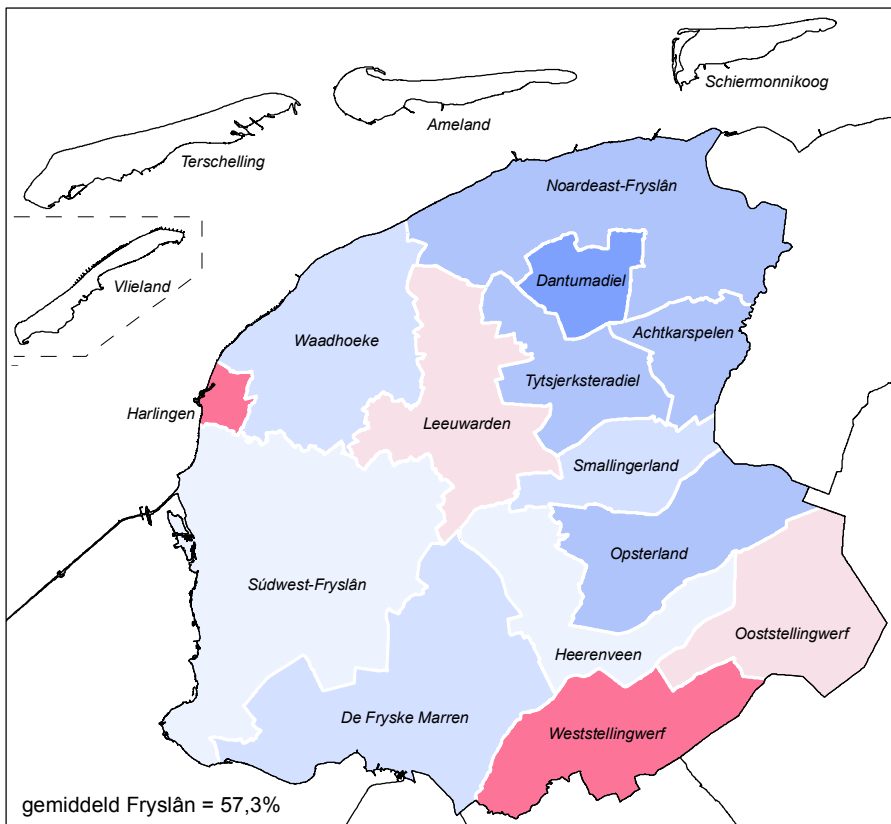 Schiermonnikoog
Ameland
Terschelling
Noardeast-Fryslân
Vlieland
Dantumadiel
Waadhoeke
Achtkarspelen
Tytsjerksteradiel
Harlingen
Leeuwarden
Smallingerland
Opsterland
Súdwest-Fryslân
Ooststellingwerf
Heerenveen
De Fryske Marren
Weststellingwerf
gemiddeld Fryslân = 57,3%